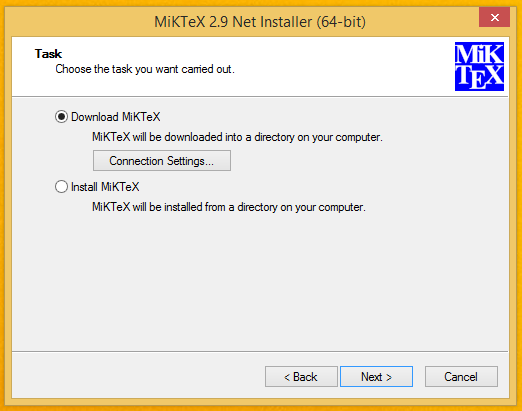 MiKTeX 2.9 Net Installer (64-bit)
Task
Choose the task you want carried out.
MiK
TEX
Download MiKTeX
MiKTeX will be downloaded into a directory on your computer.
Connection Settings...
Install MiKTeX
MiKTeX will be installed from a directory on your computer.
< Back
Next >
Cancel